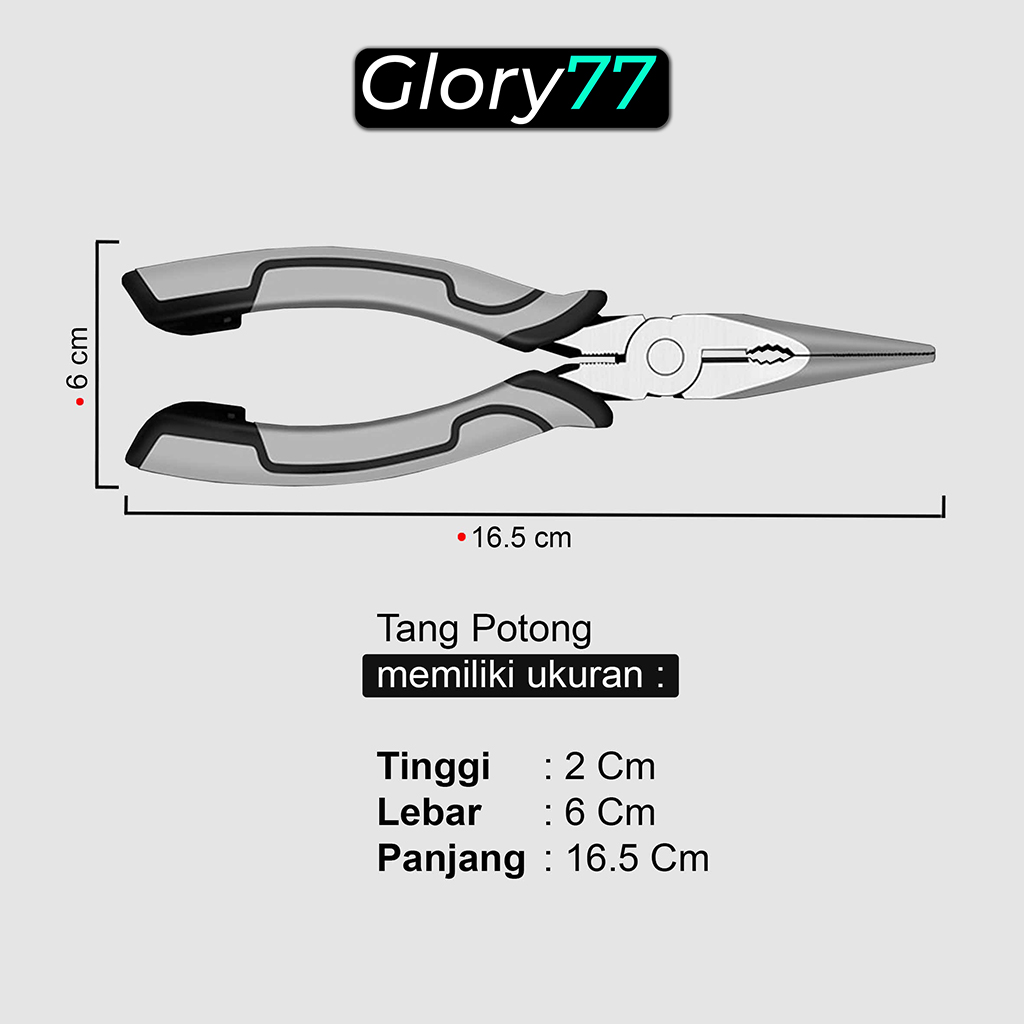 Glory77
6 cm
16.5 cm
Tang Potong
memiliki ukuran :
Tinggi : 2 Cm
Lebar : 6 Cm
Panjang : 16.5 Cm